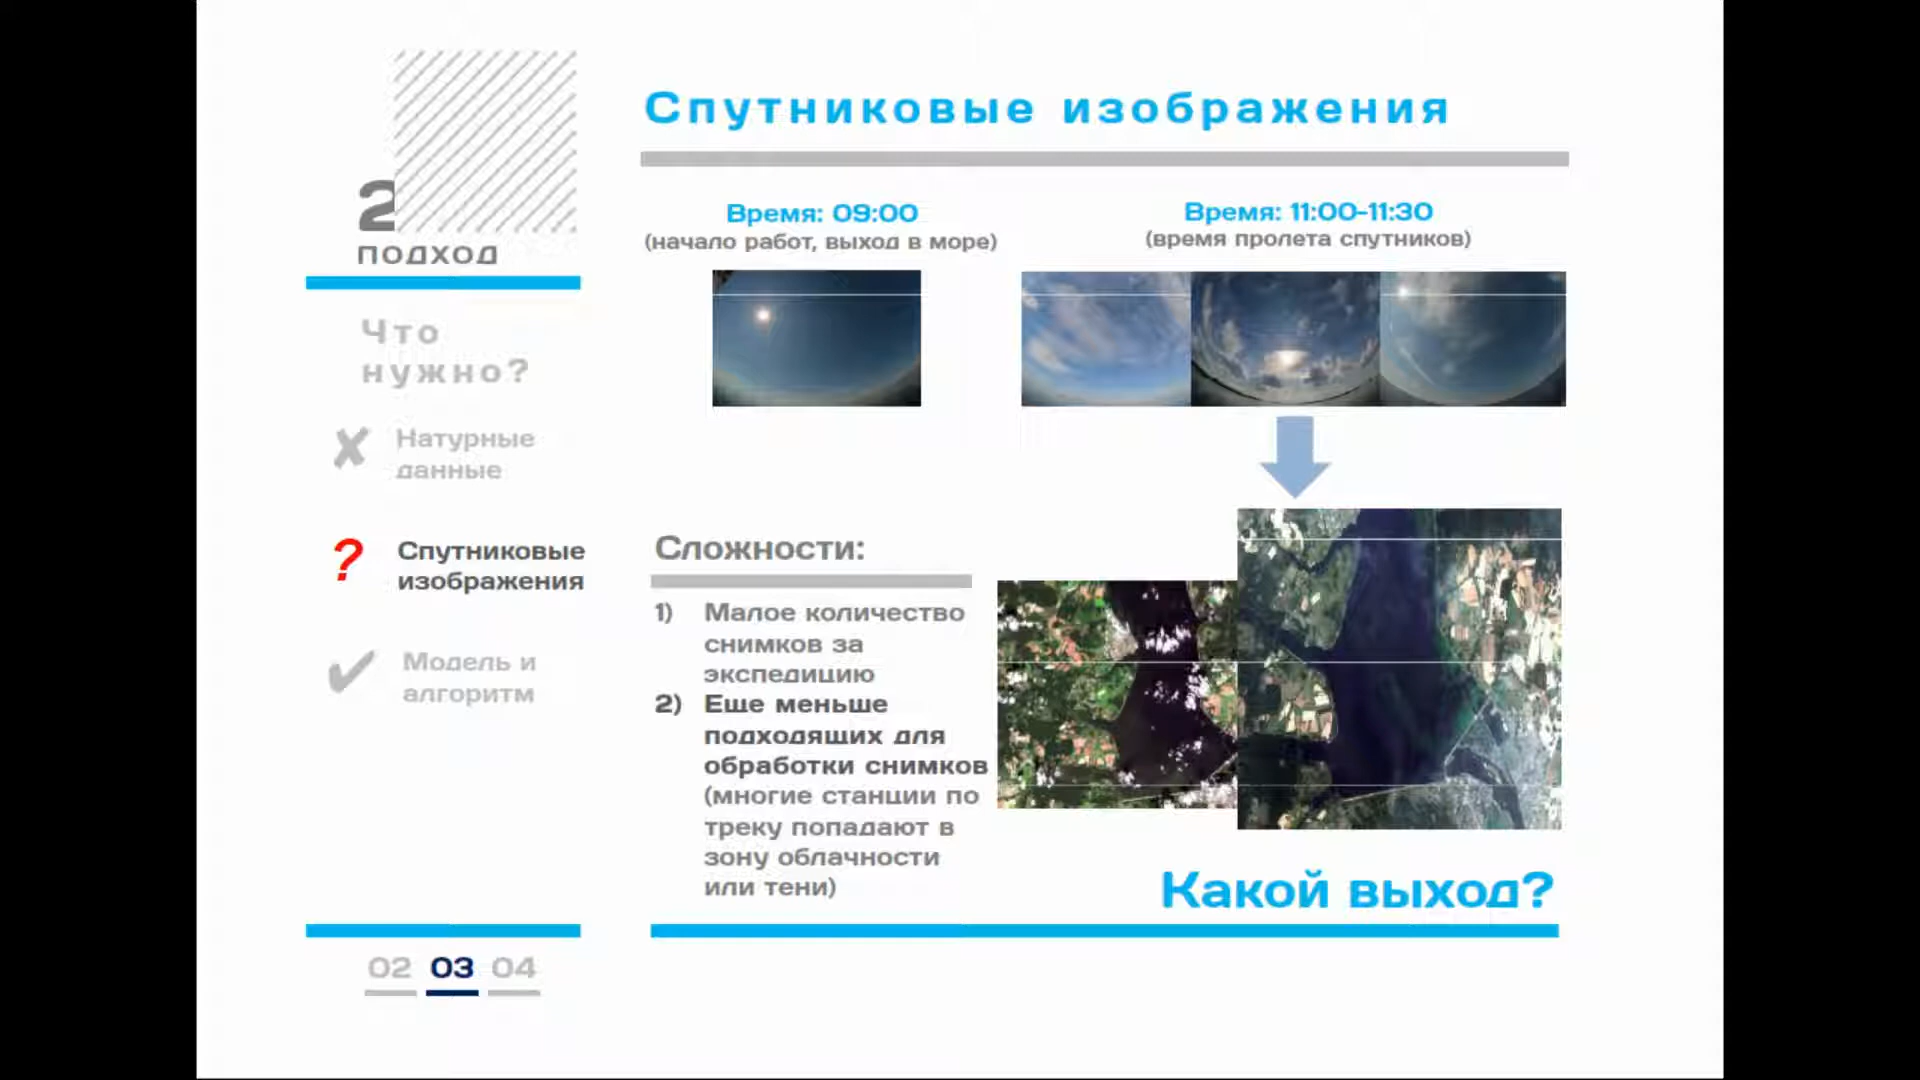 2
ПОДХОД
Что
нужно?
Натурные
данные
?
Спутниковые
изображения
Модель и
алгоритм
02 03 04
Спутниковые изображения
Время: 09:00
(начало работ, выход в море)
Время: 11:00-11:30
(время пролета спутников)
Сложности:
1) Малое количество
снимков за
экспедицию
2) Еще меньше
подходящих для
обработки снимков
(многие станции по
треку попадают в
зону облачности
или тени)
Какой выход?